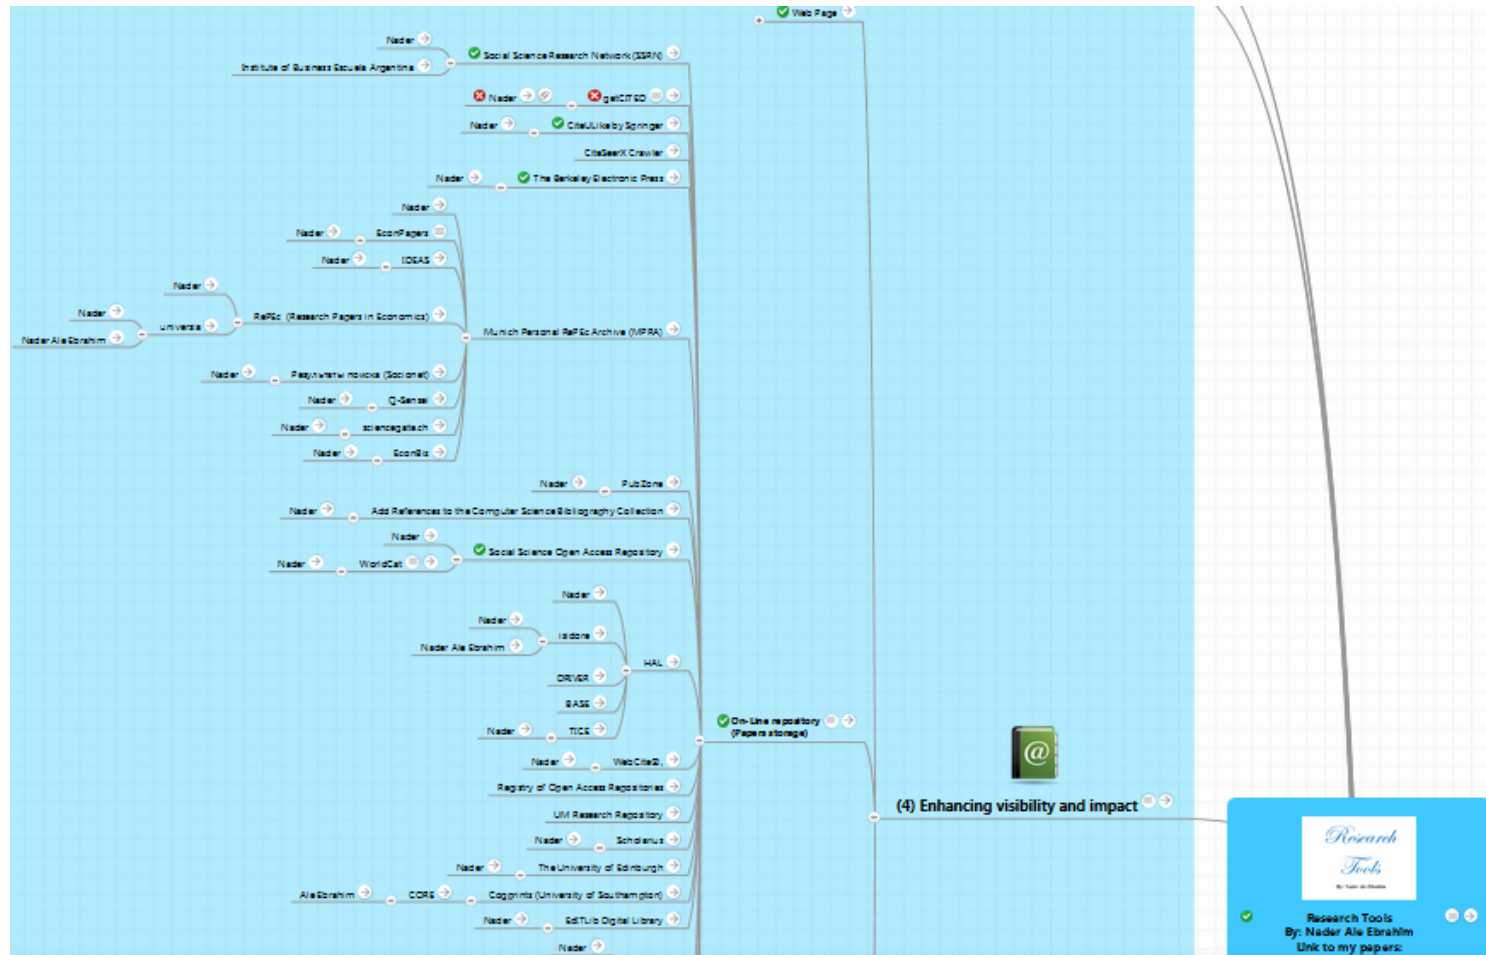 Web Page
Nader
Social Science Research Network (SSRN)
Institute of Business Escuela Argentina
Nader
getCITED
Nader
CiteULike by Springer
CiteSeerX Crawler
Nader
The Berkeley Electronic Press
Nader
Nader
EconPapers
Nader
IDEAS
Nader
Nader
universia
RePEc (Research Papers in Economics)
Munich Personal RePEc Archive (MPRA)
Nader Ale Ebrahim
Nader
Результаты поиска (Socionet)
Nader
Q-Sensei
Nader
sciencegate.ch
Nader
EconBiz
Nader
PubZone
Nader
Add References to the Computer Science Bibliography Collection
Nader
Social Science Open Access Repository
Nader
WorldCat
Nader
Nader
isidore
Nader Ale Ebrahim
HAL
DRIVER
BASE
Nader
TICE
On-Line repository
(Papers storage)
Nader
Registry of Open Access Repositories
UM Research Repository
(4) Enhancing visibility and impact
Nader
Scholarius
Nader
The University of Edinburgh
Ale Ebrahim
CORE
Cogprints (University of Southampton)
Nader
EdITLib Digital Library
Nader
Research
Tools
By: Nader Ale Ebrahim
Research Tools
By: Nader Ale Ebrahim
Link to my papers: